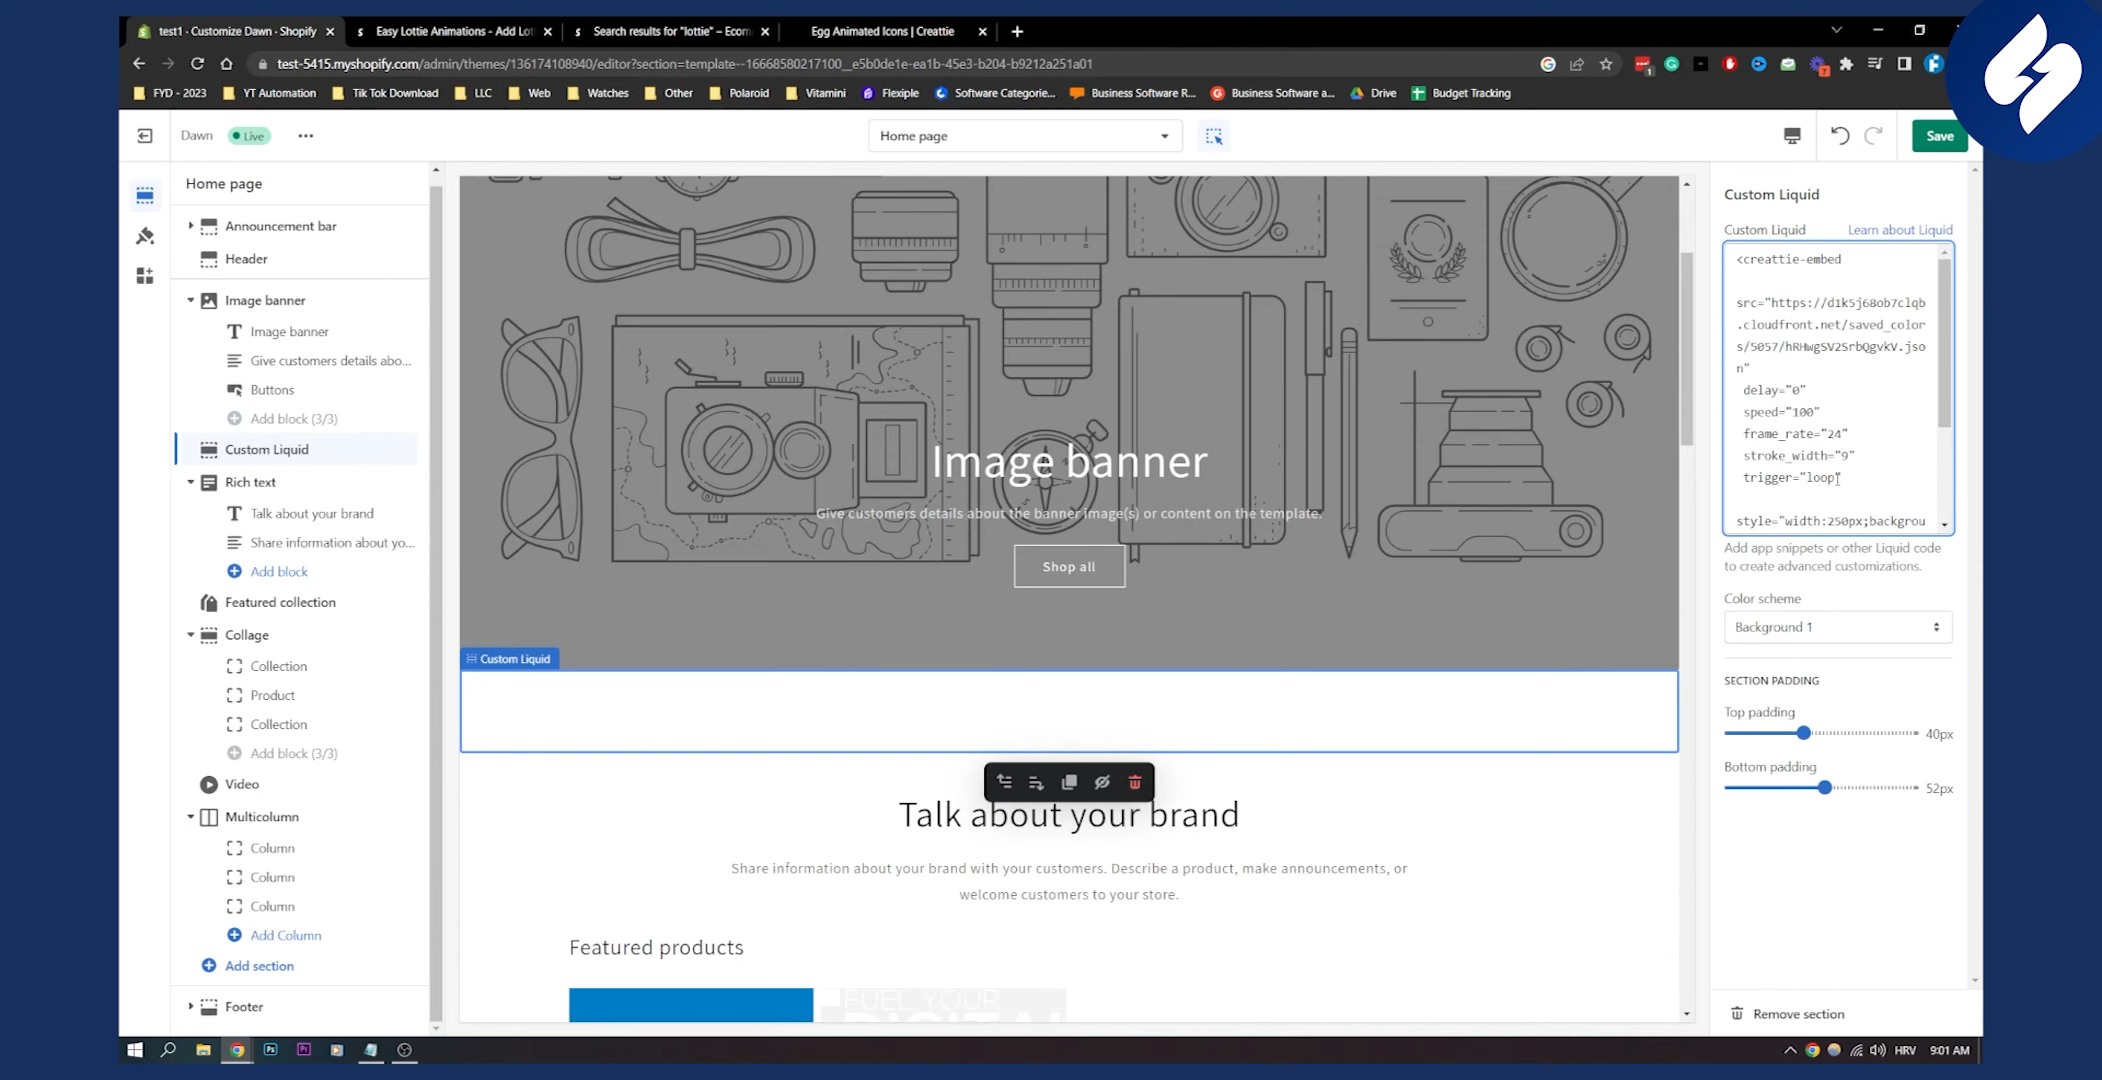 test1 · Customize Dawn · Shopify
Easy Lottie Animations - Add Lot
Search results for "lottie" – Ecom
Egg Animated Icons | Creattie
test-5415.myshopify.com/admin/themes/136174108940/editor?section=template--16668580217100__e5b0de1e-ea1b-45e3-b204-b9212a251a01
FYD - 2023
YT Automation
Tik Tok Download
LLC
Web
Watches
Other
Polaroid
Vitamini
Flexiple
Software Categorie...
Business Software R...
Business Software a...
Drive
Budget Tracking
Dawn
Live
Home page
Save
Home page
Announcement bar
Header
Image banner
Image banner
Give customers details abo...
Buttons
Add block (3/3)
Custom Liquid
Rich text
Talk about your brand
Share information about yo...
Add block
Featured collection
Collage
Collection
Product
Collection
Add block (3/3)
Video
Multicolumn
Column
Column
Column
Add Column
Add section
Footer
Image banner
Give customers details about the banner image(s) or content on the template.
Shop all
Custom Liquid
Talk about your brand
Share information about your brand with your customers. Describe a product, make announcements, or
welcome customers to your store.
Featured products
FUEL YOUR
Custom Liquid
Custom Liquid
Learn about Liquid
<creattie-embed
src="https://d1k5j68ob7clqb
.cloudfront.net/saved_color
s/5057/hRHwgSV2SrbQgvkV.jso
n"
delay="0"
speed="100"
frame_rate="24"
stroke_width="9"
trigger="loop"
style="width:250px;backgrou
Add app snippets or other Liquid code
to create advanced customizations.
Color scheme
Background 1
SECTION PADDING
Top padding
40px
Bottom padding
52px
Remove section
HRV
9:01 AM